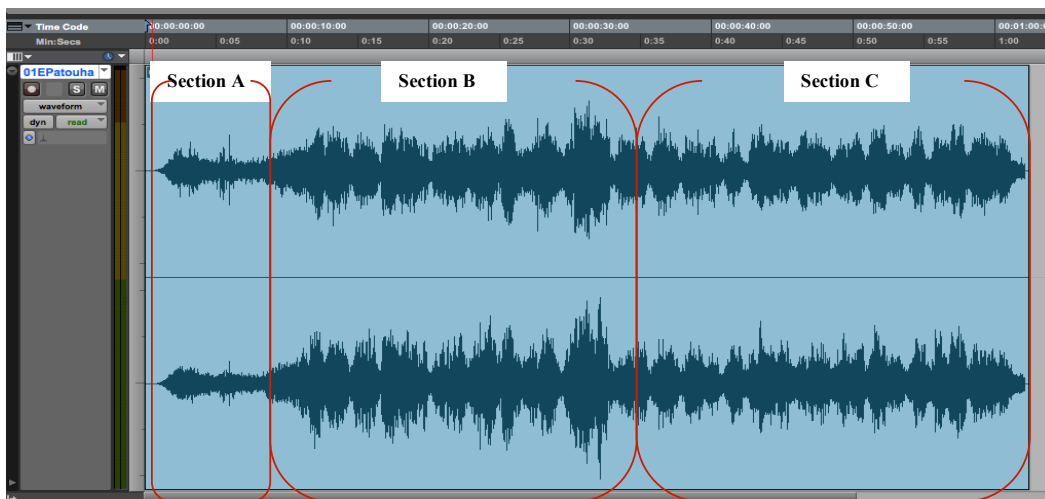 Time Code
0:00:00:00 00:00:10:00 00:00:20:00 00:00:30:00 00:00:40:00 00:00:50:00 00:01:00:
Min:Secs
0:00 0:05 0:10 0:15 0:20 0:25 0:30 0:35 0:40 0:45 0:50 0:55 1:00
01EPatouha
S M
waveform
dyn read
Section A
Section B
Section C